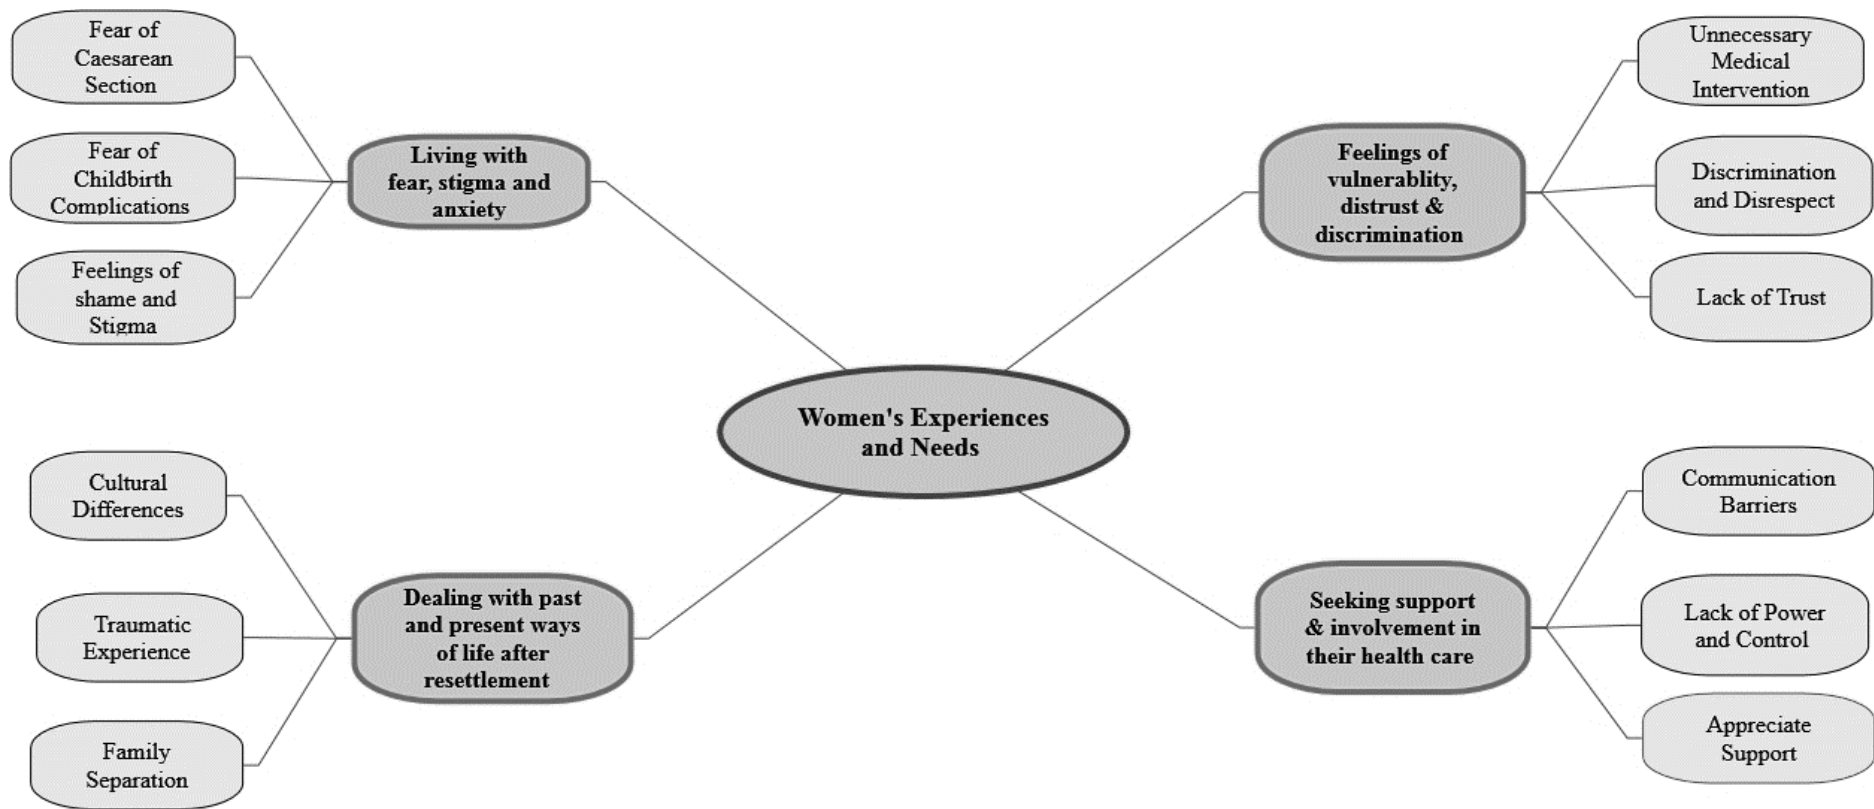 Fear of
Caesarean
Section
Fear of
Childbirth
Complications
Feelings of
shame and
Stigma
Living with
fear, stigma and
anxiety
Unnecessary
Medical
Intervention
Discrimination
and Disrespect
Lack of Trust
Feelings of
vulnerablity,
distrust &
discrimination
Women's Experiences
and Needs
Cultural
Differences
Traumatic
Experience
Family
Separation
Dealing with past
and present ways
of life after
resettlement
Communication
Barriers
Lack of Power
and Control
Appreciate
Support
Seeking support
& involvement in
their health care